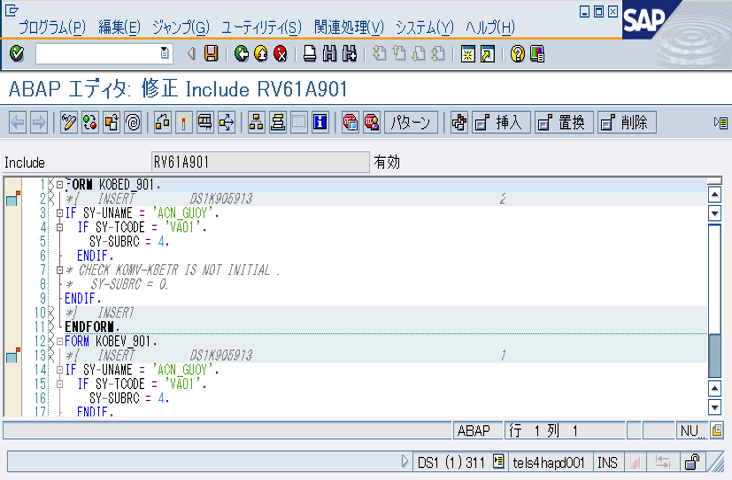 プログラム(P) 編集(E) ジャンプ(G) ユーティリティ(S) 関連処理(V) システム(Y) ヘルプ(H)
SAP
ABAP エディタ: 修正 Include RV61A901
パターン 挿入 置換 削除
Include RV61A901 有効
1 FORM KOBED_901.
2 *{ INSERT DS1K905913 2
3 IF SY-UNAME = 'ACN_GUOY'.
4 IF SY-TCODE = 'VA01'.
5 SY-SUBRC = 4.
6 ENDIF.
7 * CHECK KOMV-KBETR IS NOT INITIAL .
8 * SY-SUBRC = 0.
9 ENDIF.
10 *} INSERT
11 ENDFORM.
12 FORM KOBEV_901.
13 *{ INSERT DS1K905913 1
14 IF SY-UNAME = 'ACN_GUOY'.
15 IF SY-TCODE = 'VA01'.
16 SY-SUBRC = 4.
17 ENDIF.
ABAP 行 1 列 1 NU...
DS1 (1) 311 tels4hapd001 INS